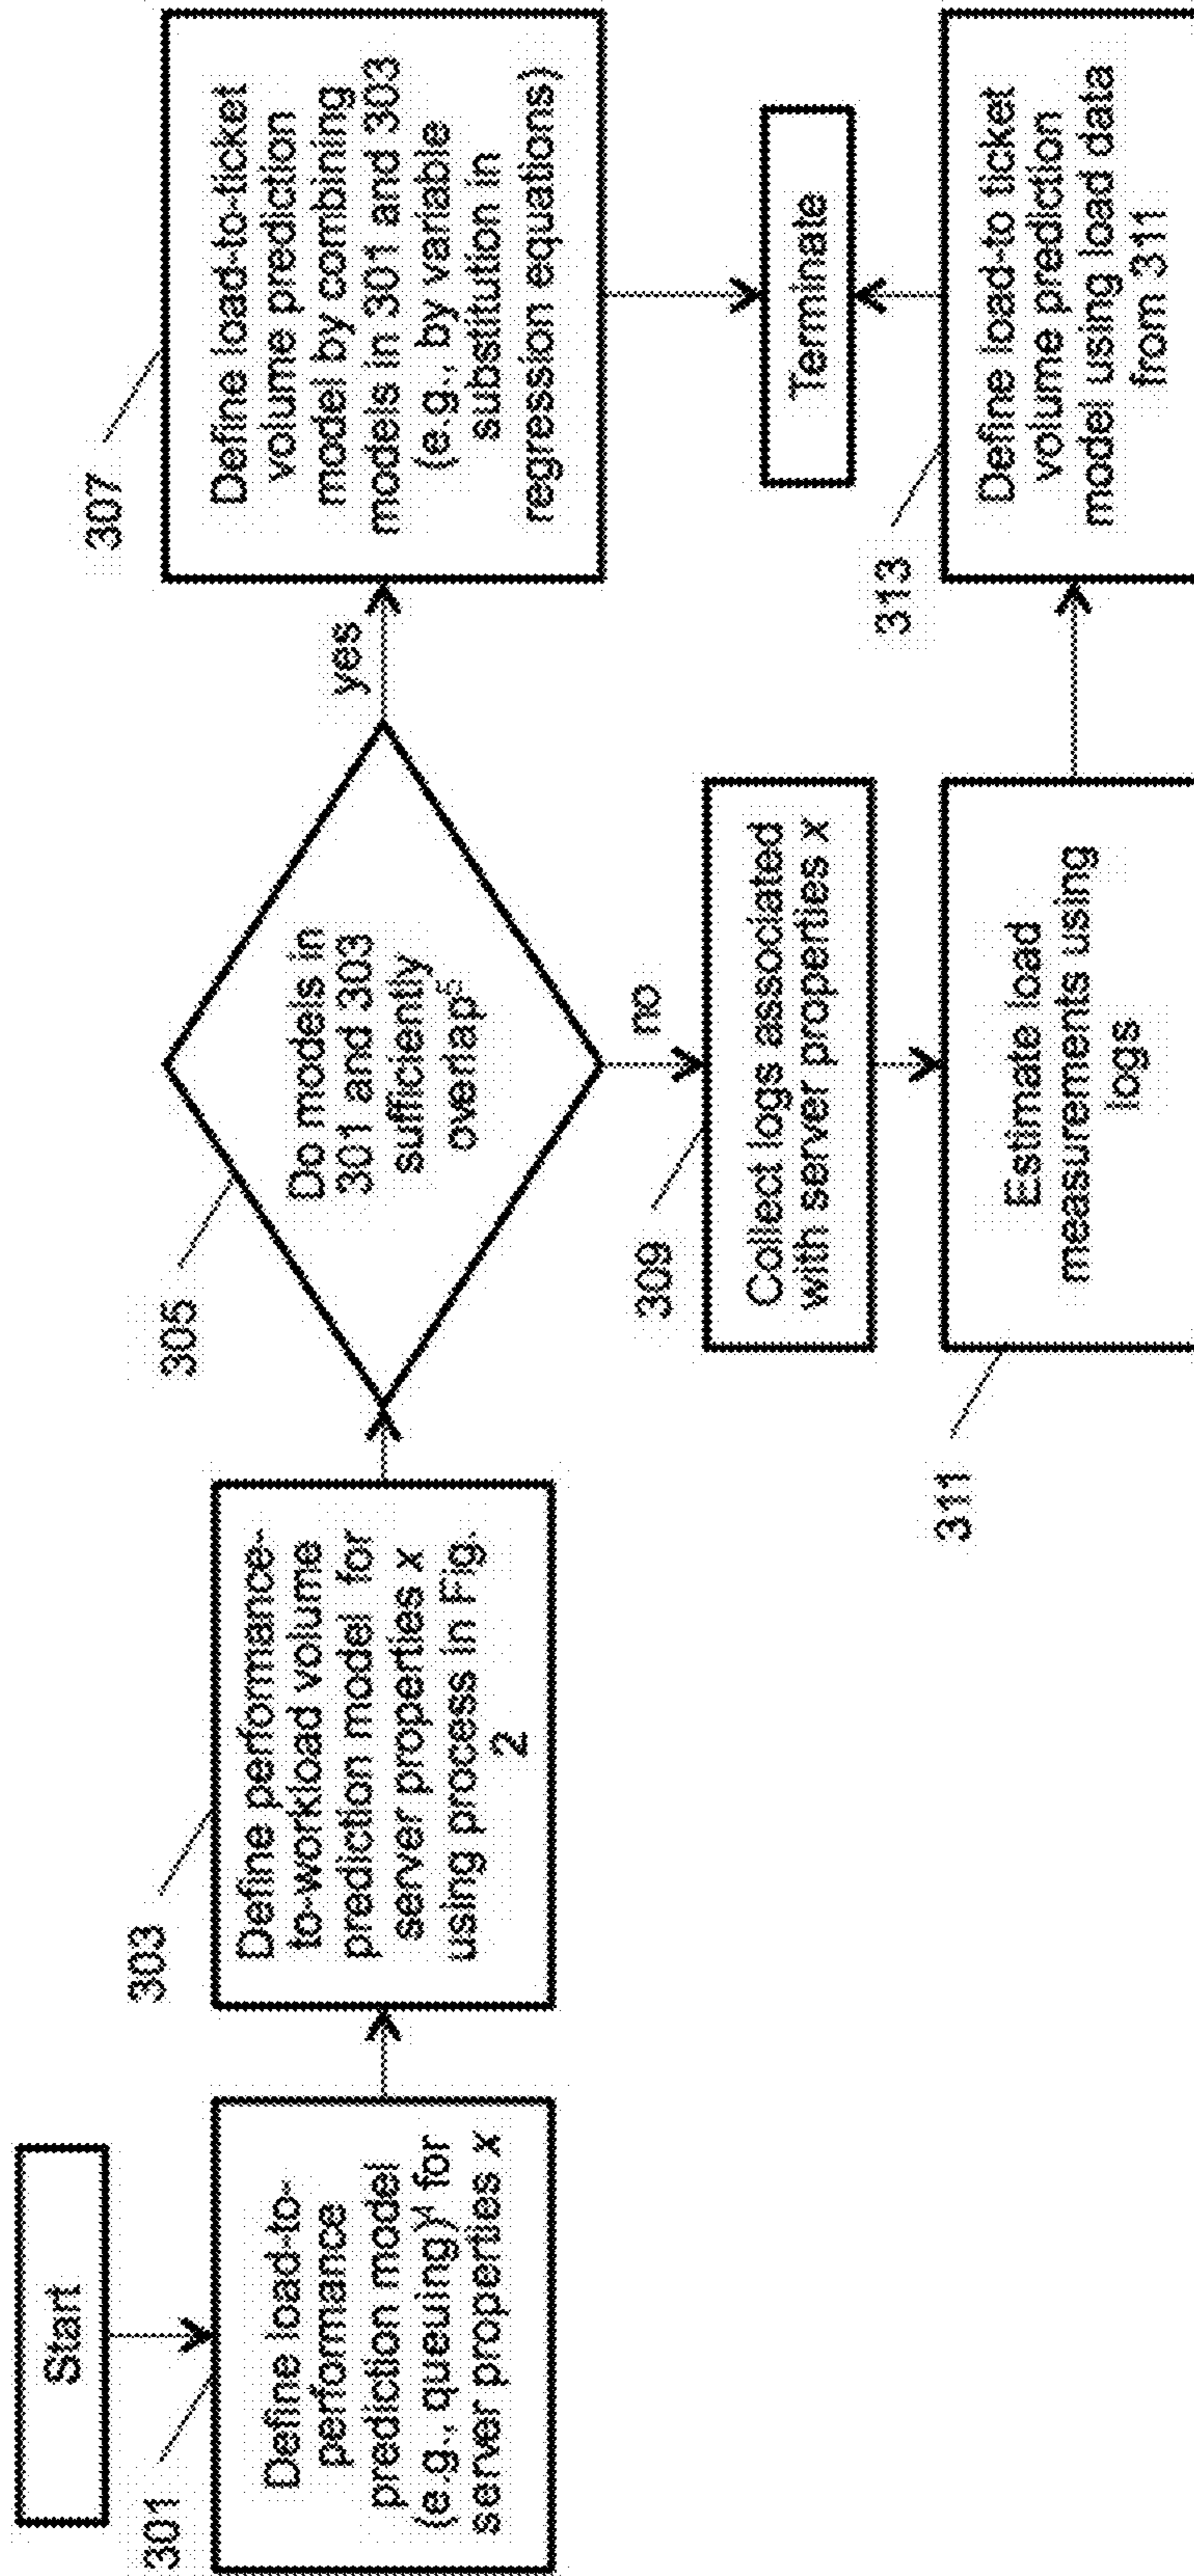 Start
301
Define load-to-
performance
prediction model
(e.g., queuing)⁴ for
server properties x
303
Define performance-
to-workload volume
prediction model for
server properties x
using process in Fig.
2
305
Do models in
301 and 303
sufficiently
overlap⁵
yes
307
Define load-to-ticket
volume prediction
model by combining
models in 301 and 303
(e.g., by variable
substitution in
regression equations)
no
309
Collect logs associated
with server properties x
311
Estimate load
measurements using
logs
313
Define load-to ticket
volume prediction
model using load data
from 311
Terminate